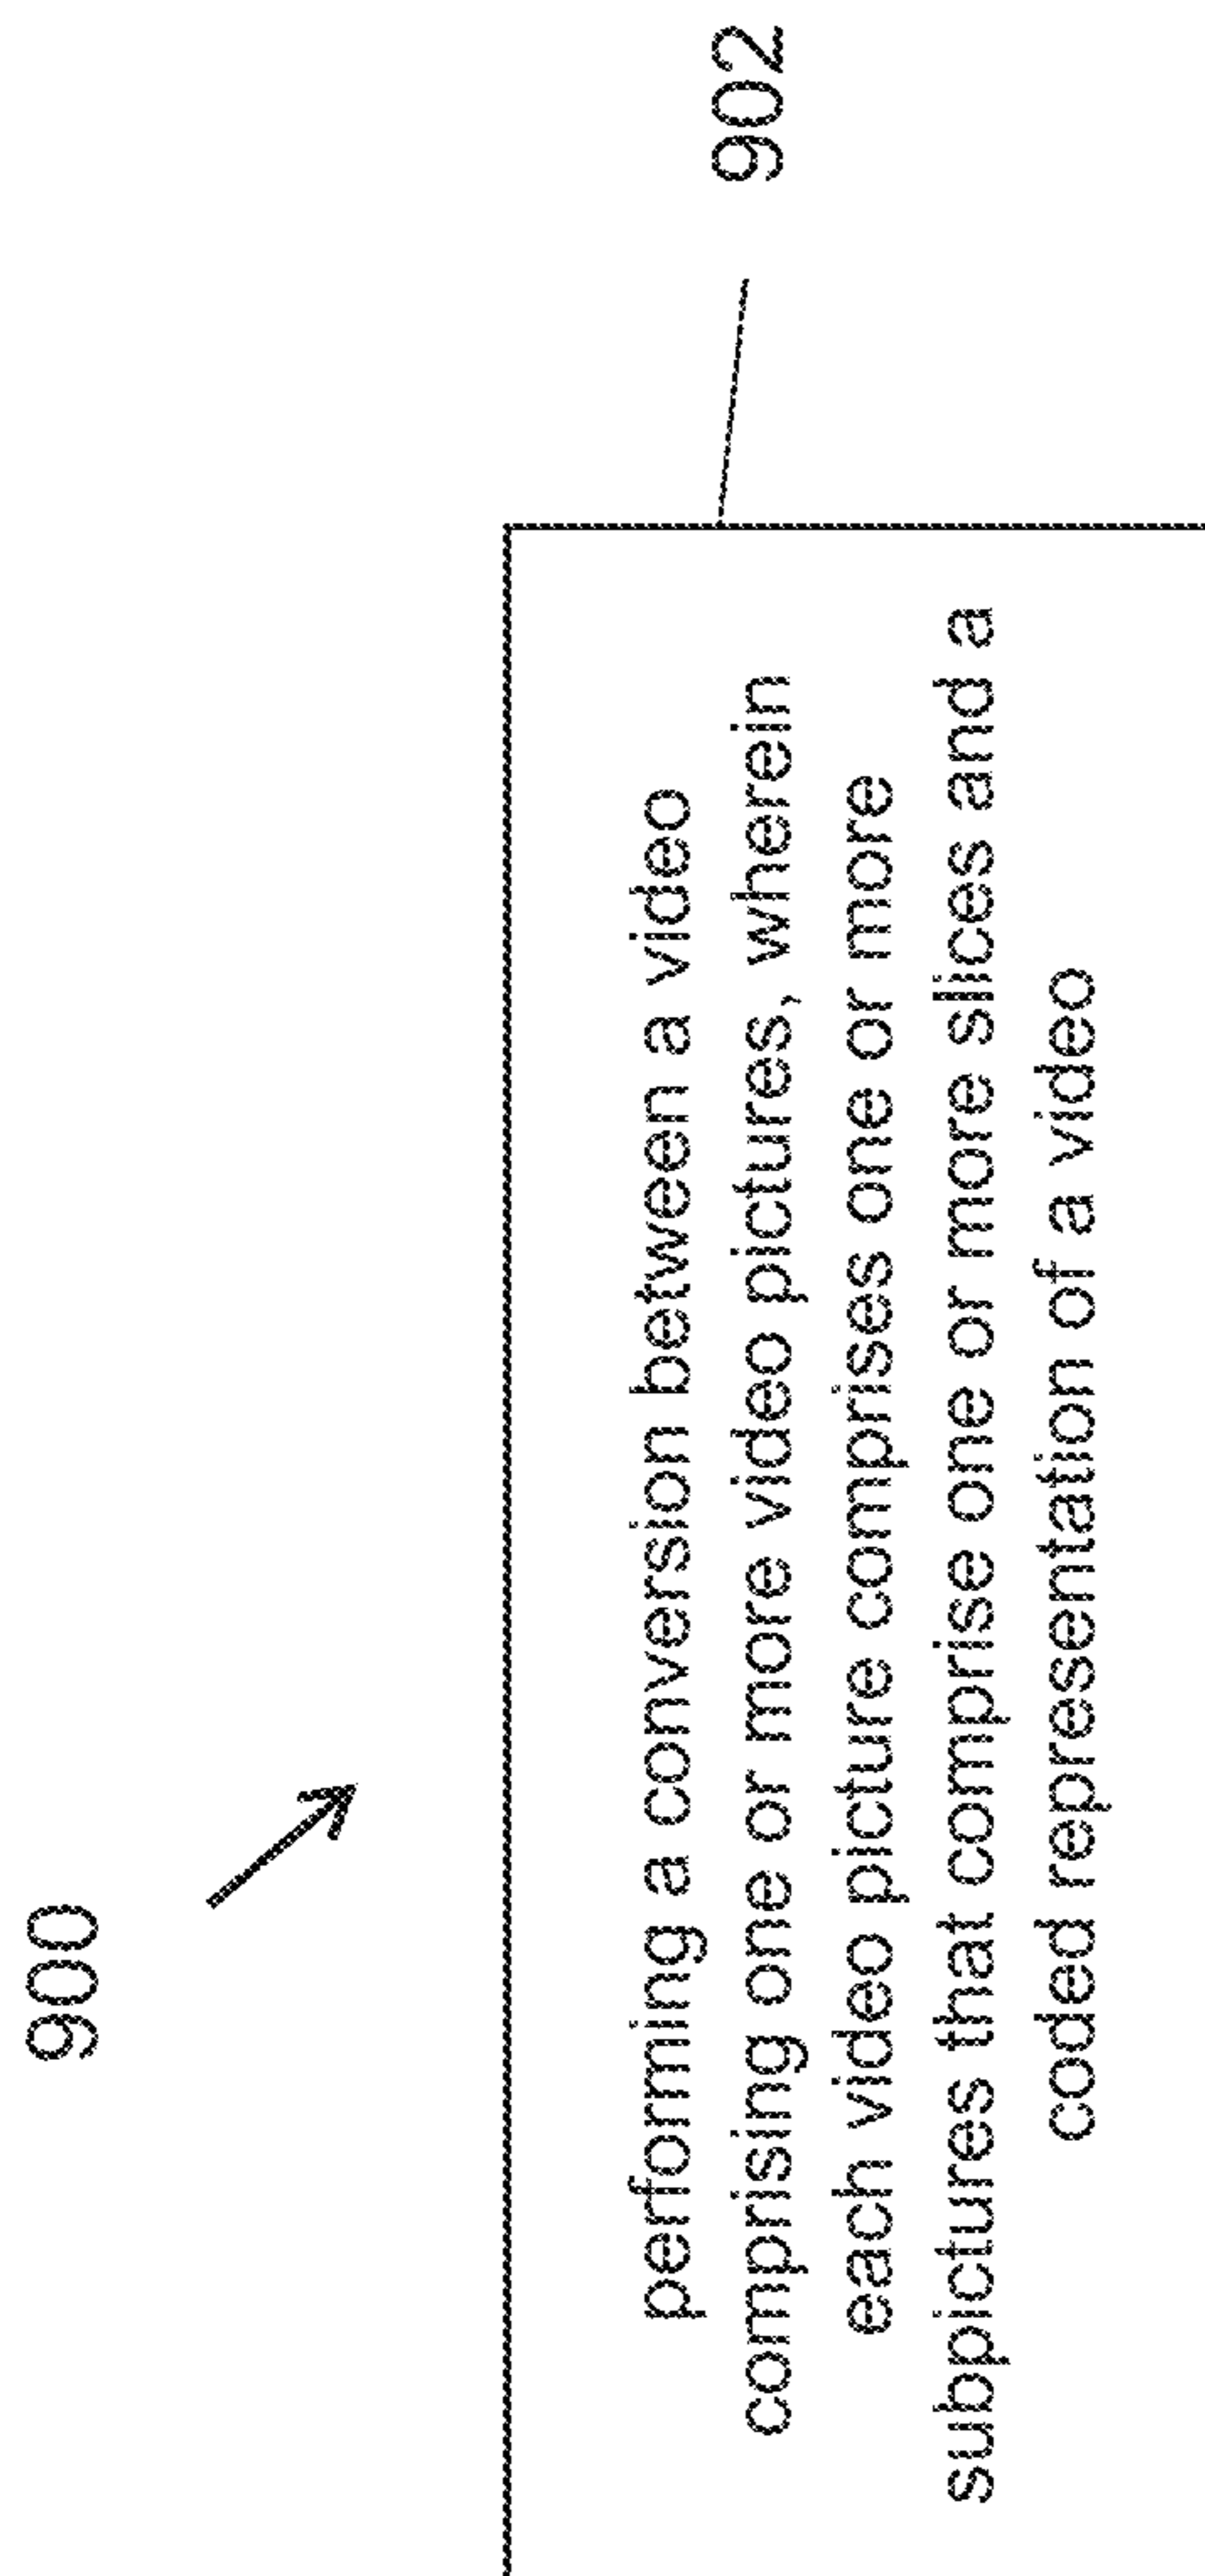 900
902
performing a conversion between a video
comprising one or more video pictures, wherein
each video picture comprises one or more
subpictures that comprise one or more slices and a
coded representation of a video